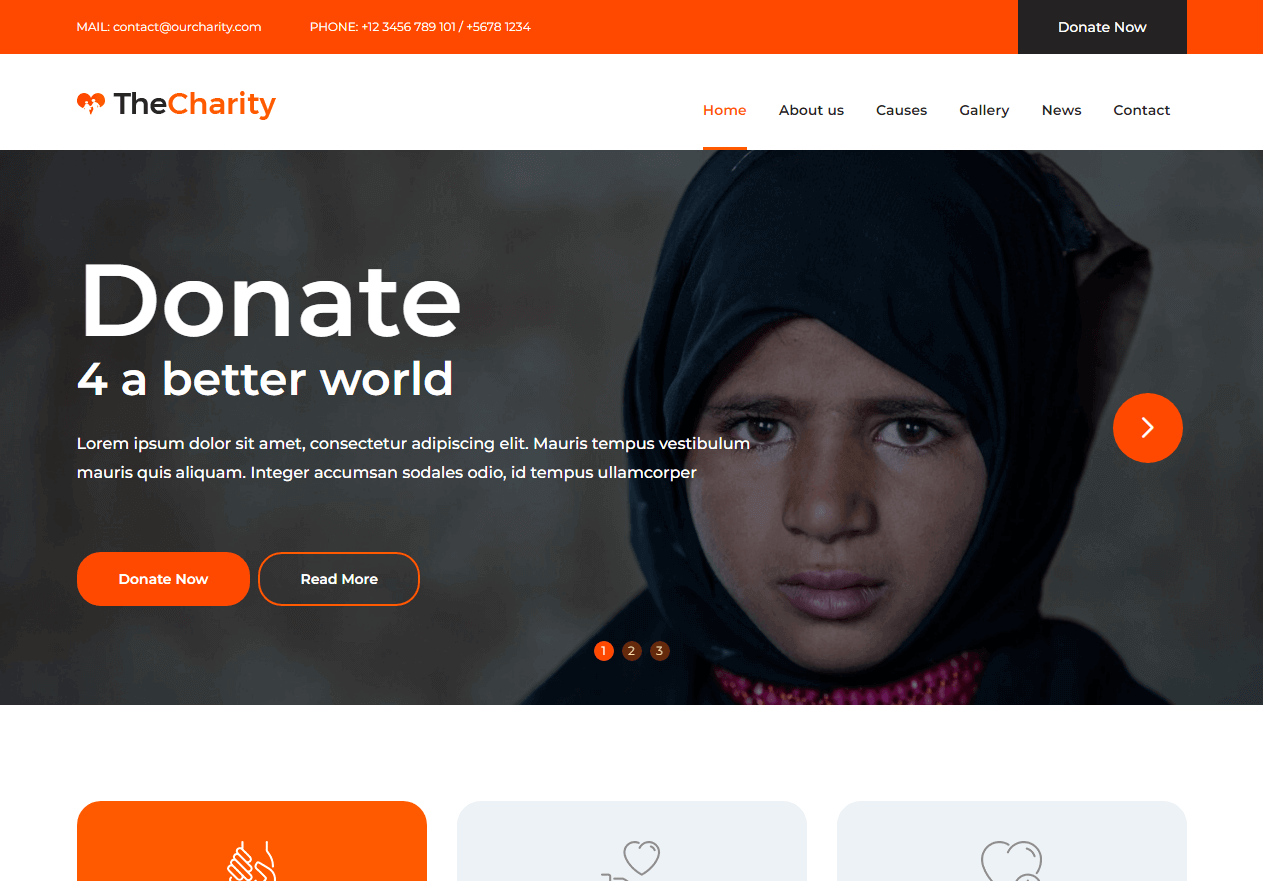 MAIL: contact@ourcharity.com PHONE: +12 3456 789 101 / +5678 1234 Donate Now
TheCharity
Home About us Causes Gallery News Contact
Donate
4 a better world
Lorem ipsum dolor sit amet, consectetur adipiscing elit. Mauris tempus vestibulum
mauris quis aliquam. Integer accumsan sodales odio, id tempus ullamcorper
Donate Now Read More
1 2 3